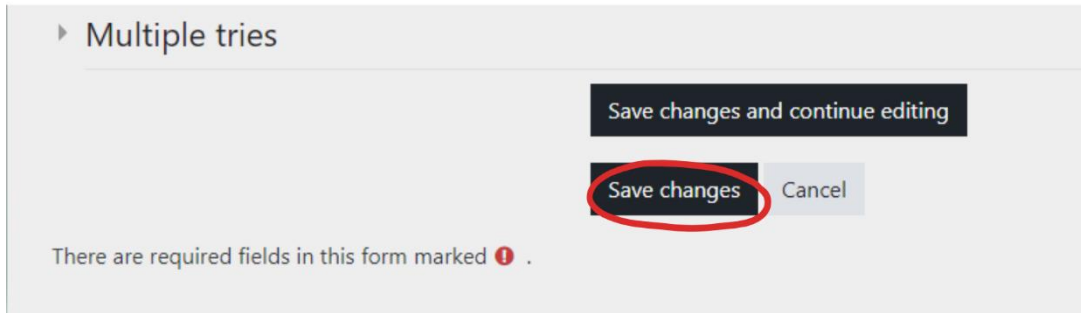 Multiple tries
Save changes and continue editing
Save changes Cancel
There are required fields in this form marked .